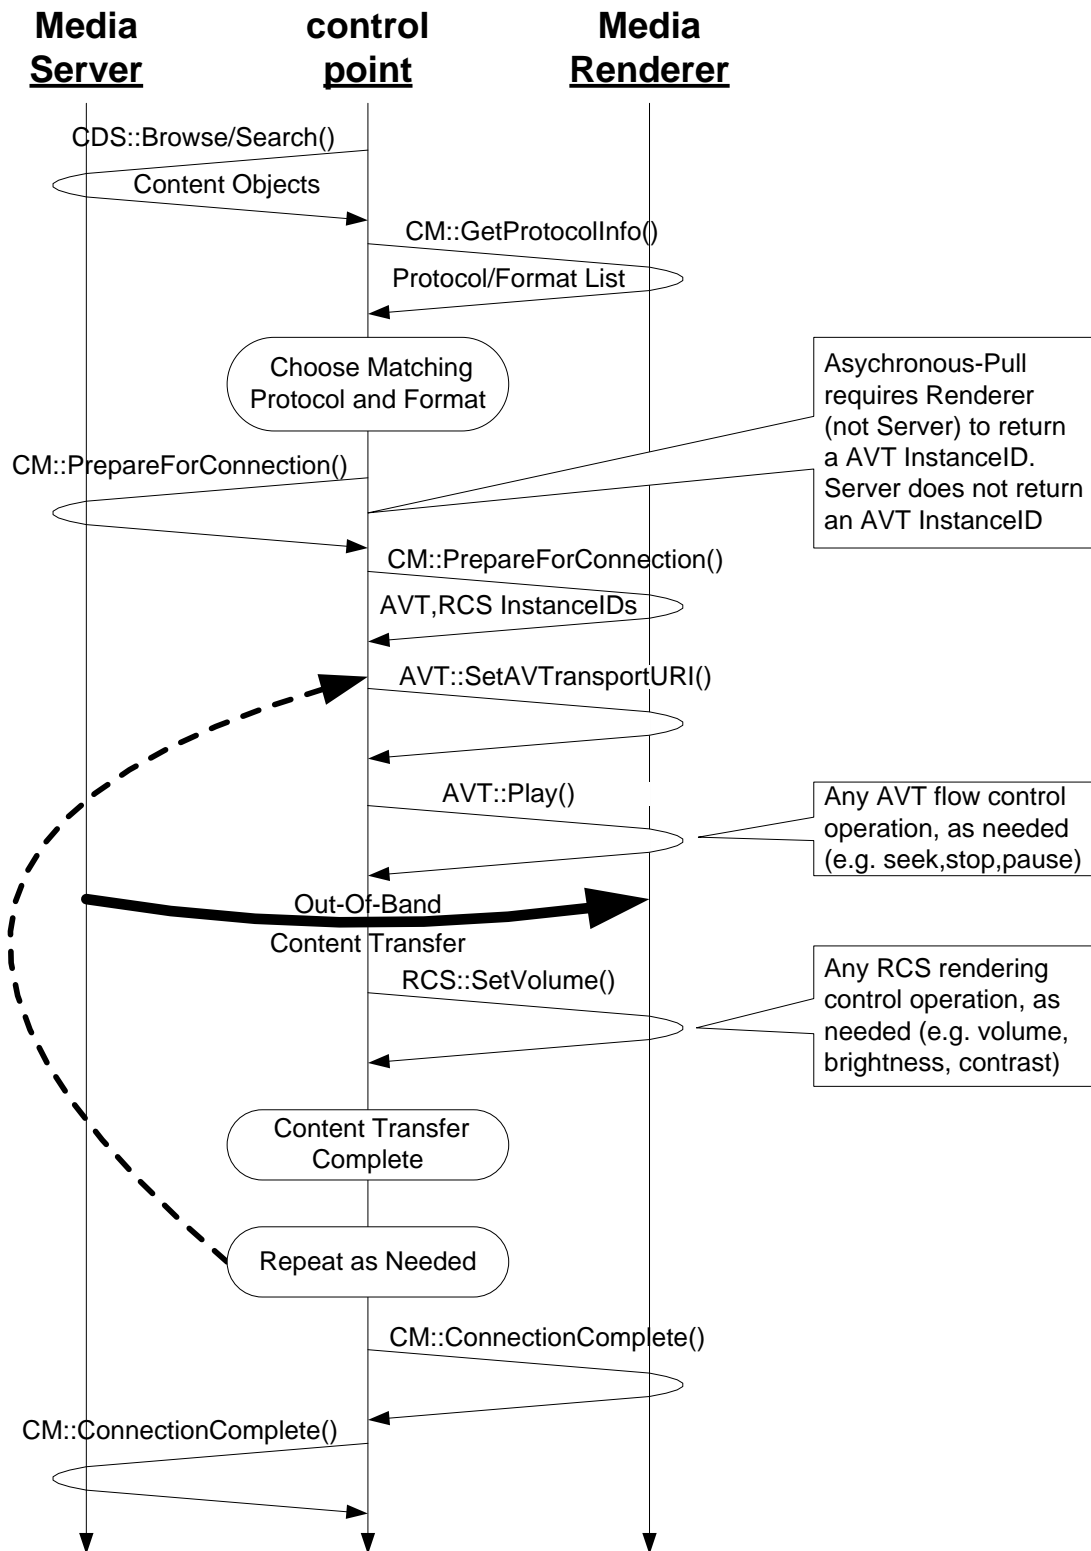 Media
Server
control
point
Media
Renderer
CDS::Browse/Search()
Content Objects
CM::GetProtocolInfo()
Protocol/Format List
Choose Matching
Protocol and Format
Asychronous-Pull
requires Renderer
(not Server) to return
a AVT InstanceID.
Server does not return
an AVT InstanceID
CM::PrepareForConnection()
CM::PrepareForConnection()
AVT,RCS InstanceIDs
AVT::SetAVTransportURI()
AVT::Play()
Any AVT flow control
operation, as needed
(e.g. seek,stop,pause)
Out-Of-Band
Content Transfer
RCS::SetVolume()
Any RCS rendering
control operation, as
needed (e.g. volume,
brightness, contrast)
Content Transfer
Complete
Repeat as Needed
CM::ConnectionComplete()
CM::ConnectionComplete()